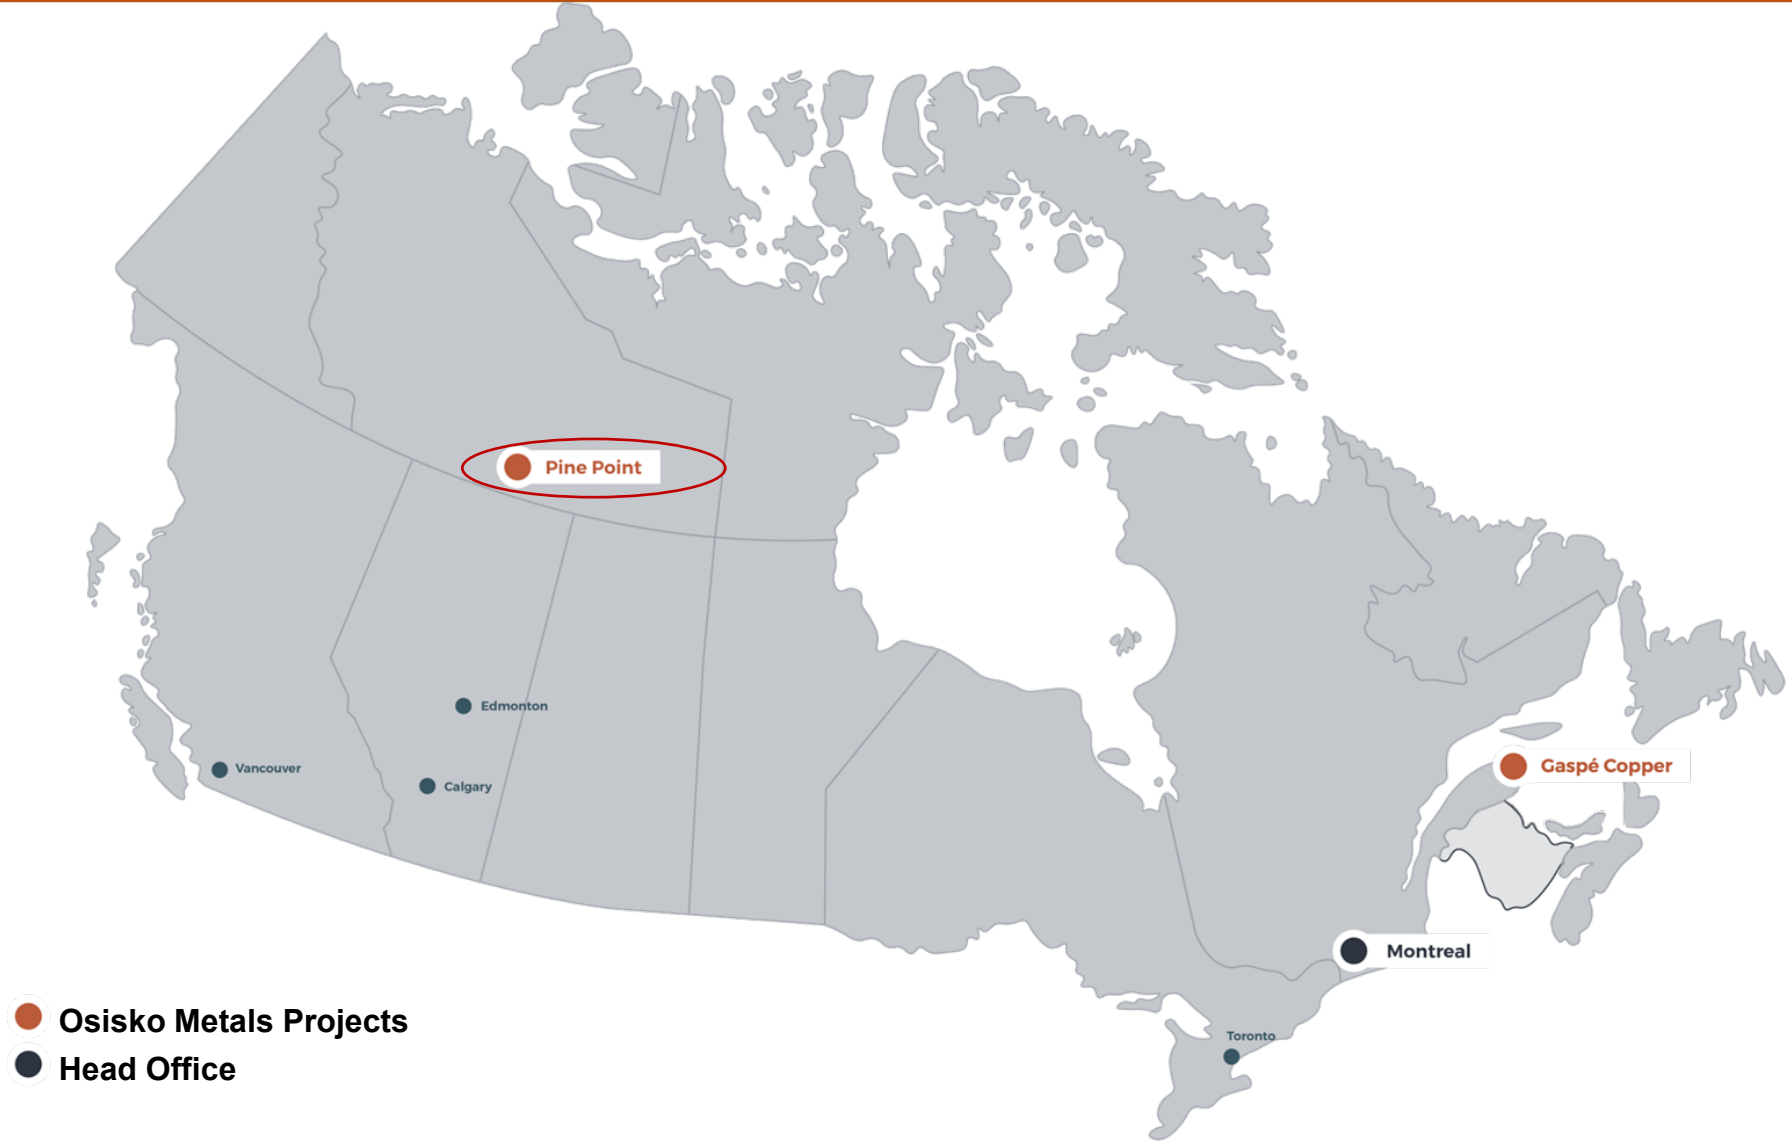 Pine Point
Edmonton
Vancouver
Calgary
Gaspé Copper
Montreal
Toronto
Osisko Metals Projects
Head Office